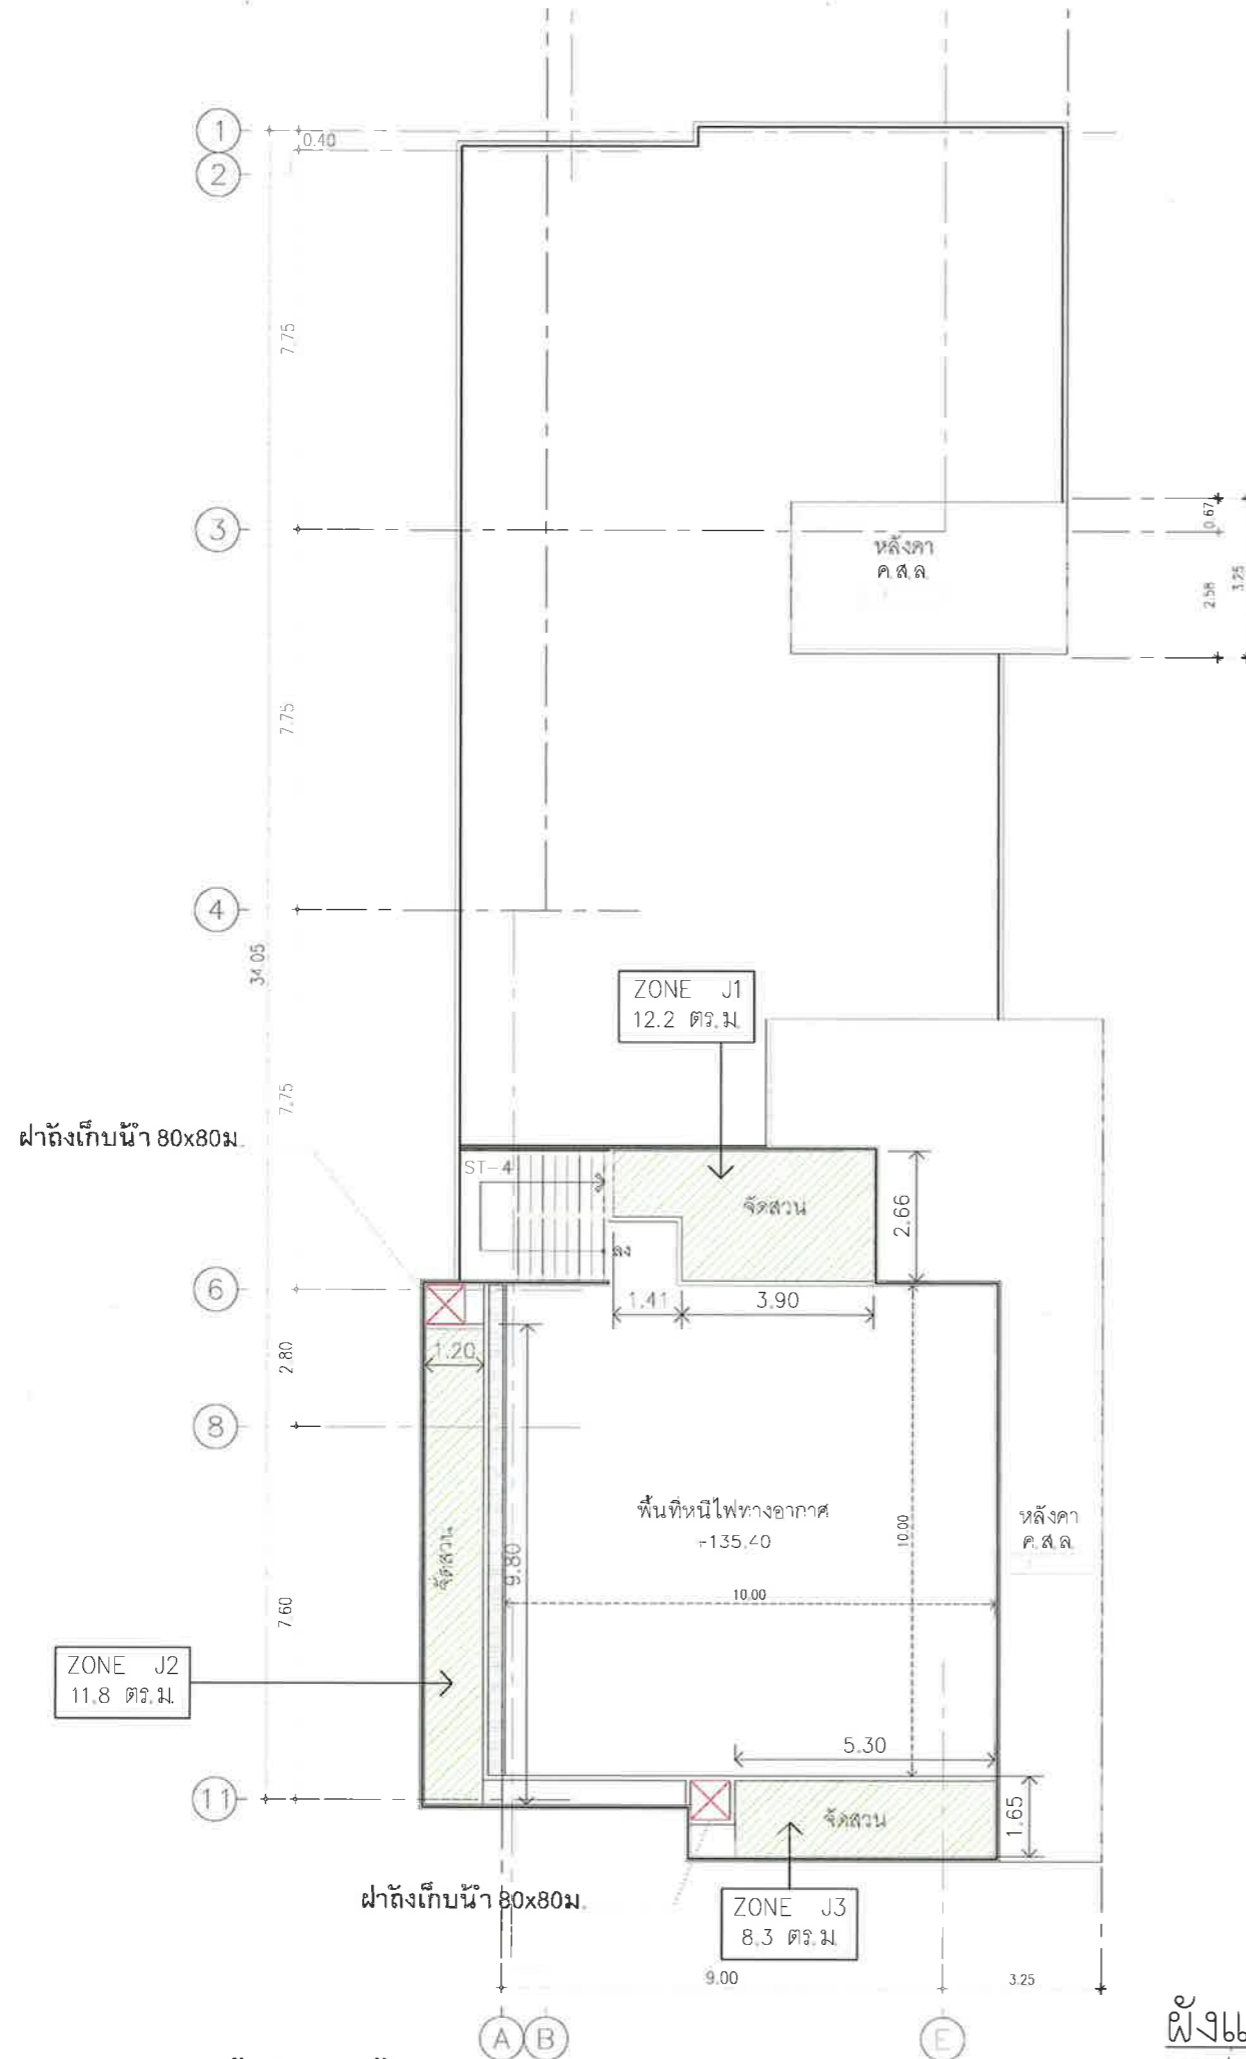 1
0.40
2
7.75
3
หลังคา
ค.ส.ล.
0.67
2.58
3.25
7.75
4
34.05
ZONE J1
12.2 ตร.ม.
7.75
ฝาถังเก็บน้ำ 80x80ม.
ST-4
จัดสวน
2.66
ลง
6
1.41
3.90
2.80
1.20
8
พื้นที่หนีไฟทางอากาศ
+135.40
10.00
หลังคา
ค.ส.ล.
จัดสวน
9.80
10.00
7.60
ZONE J2
11.8 ตร.ม.
5.30
11
จัดสวน
1.65
ฝาถังเก็บน้ำ 80x80ม.
ZONE J3
8.3 ตร.ม.
9.00
3.25
A
B
E